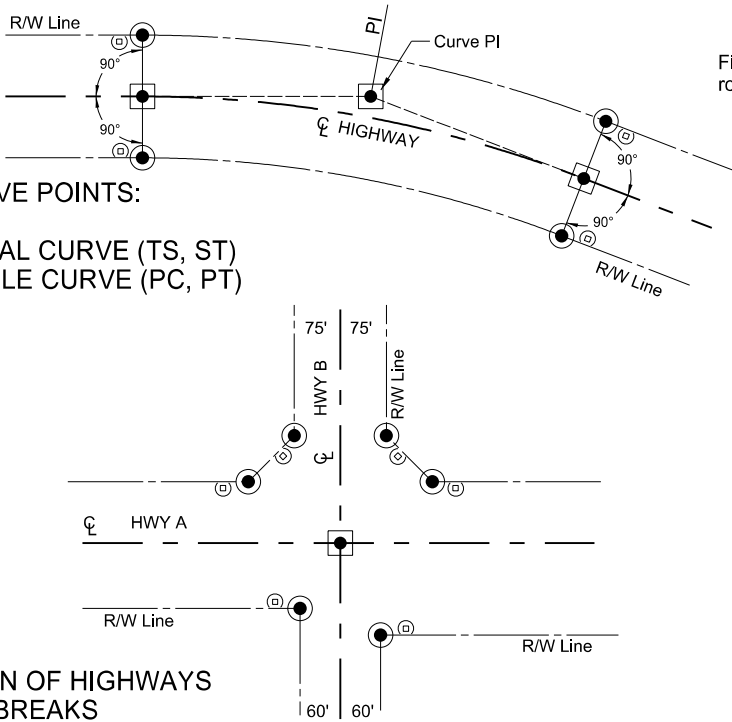 R/W Line
PI
Curve PI
Fi
ro
90°
90°
℄ HIGHWAY
90°
90°
VE POINTS:
R/W Line
AL CURVE (TS, ST)
LE CURVE (PC, PT)
75' 75'
HWY B
R/W Line
℄
℄ HWY A
R/W Line
R/W Line
N OF HIGHWAYS
BREAKS
60' 60'